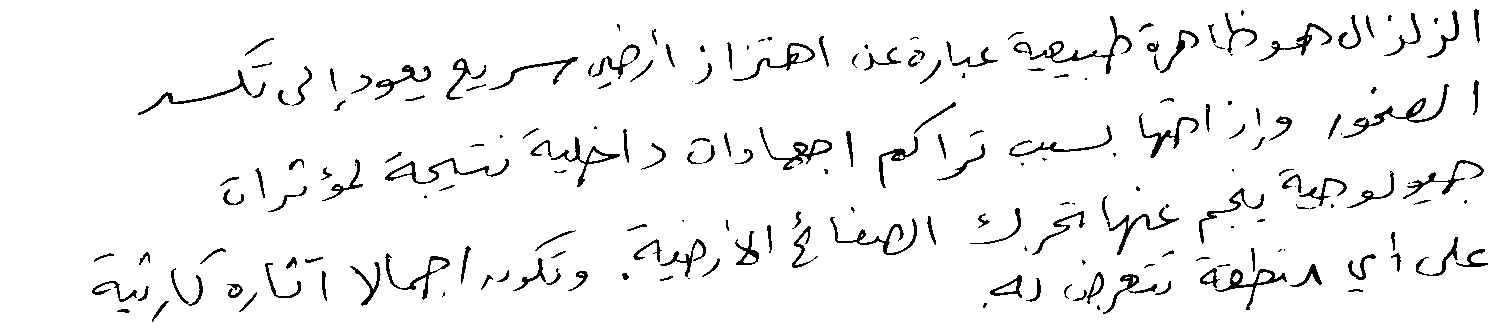 الزلزال هو ظاهرة طبيعية عبارة عن اهتزاز أرضي سريع يعود إلى تكسر
الصخور وإزاحتها بسبب تراكم اجهادات داخلية نتيجة لمؤثرات
جيولوجية ينجم عنها تحرك الصفائح الأرضية. وتكون اجمالا آثاره كارثية
على أي منطقة تتعرض له.